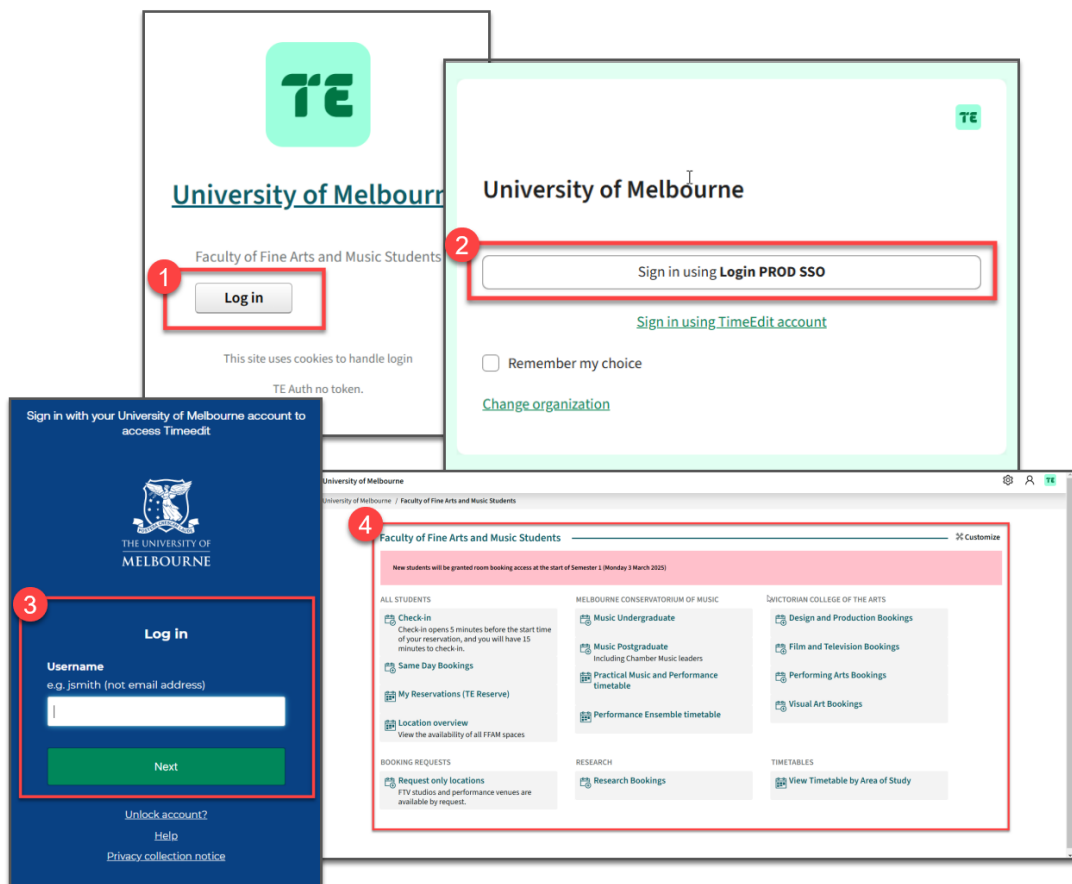 TE
University of Melbourn
Faculty of Fine Arts and Music Students
1
Log in
This site uses cookies to handle login
TE Auth no token.
TE
University of Melbourne
2
Sign in using Login PROD SSO
Sign in using TimeEdit account
Remember my choice
Change organization
Sign in with your University of Melbourne account to
access Timeedit
THE UNIVERSITY OF
MELBOURNE
3
Log in
Username
e.g. jsmith (not email address)
Next
Unlock account?
Help
Privacy collection notice
University of Melbourne
TE
University of Melbourne / Faculty of Fine Arts and Music Students
4
Faculty of Fine Arts and Music Students
Customize
New students will be granted room booking access at the start of Semester 1 (Monday 3 March 2025)
ALL STUDENTS
Check-in
Check-in opens 5 minutes before the start time
of your reservation, and you will have 15
minutes to check-in.
Same Day Bookings
My Reservations (TE Reserve)
Location overview
View the availability of all FFAM spaces
MELBOURNE CONSERVATORIUM OF MUSIC
Music Undergraduate
Music Postgraduate
Including Chamber Music leaders
Practical Music and Performance
timetable
Performance Ensemble timetable
VICTORIAN COLLEGE OF THE ARTS
Design and Production Bookings
Film and Television Bookings
Performing Arts Bookings
Visual Art Bookings
BOOKING REQUESTS
Request only locations
FTV studios and performance venues are
available by request.
RESEARCH
Research Bookings
TIMETABLES
View Timetable by Area of Study